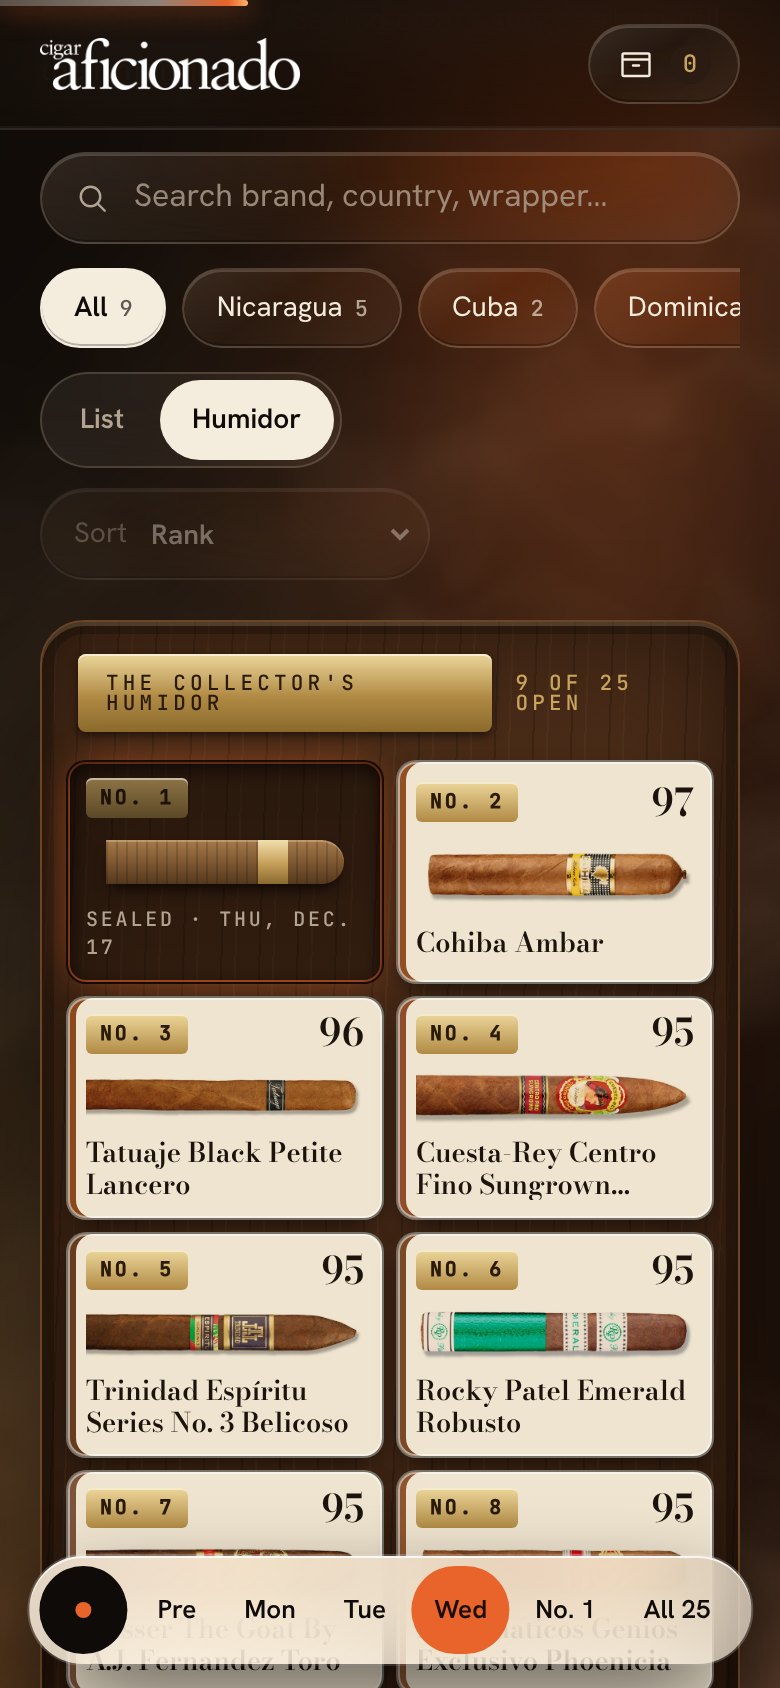 cigar
aficionado
0
Search brand, country, wrapper...
All 9
Nicaragua 5
Cuba 2
Dominica
List
Humidor
Sort Rank
THE COLLECTOR'S
HUMIDOR
9 OF 25
OPEN
NO. 1
SEALED · THU, DEC.
17
NO. 2
97
Cohiba Ambar
NO. 3
96
Tatuaje Black Petite
Lancero
NO. 4
95
Cuesta-Rey Centro
Fino Sungrown...
NO. 5
95
Trinidad Espíritu
Series No. 3 Belicoso
NO. 6
95
Rocky Patel Emerald
Robusto
NO. 7
95
The Goat By
A.J. Fernandez Toro
NO. 8
95
Genios
Exclusivo Phoenicia
Pre
Mon
Tue
Wed
No. 1
All 25